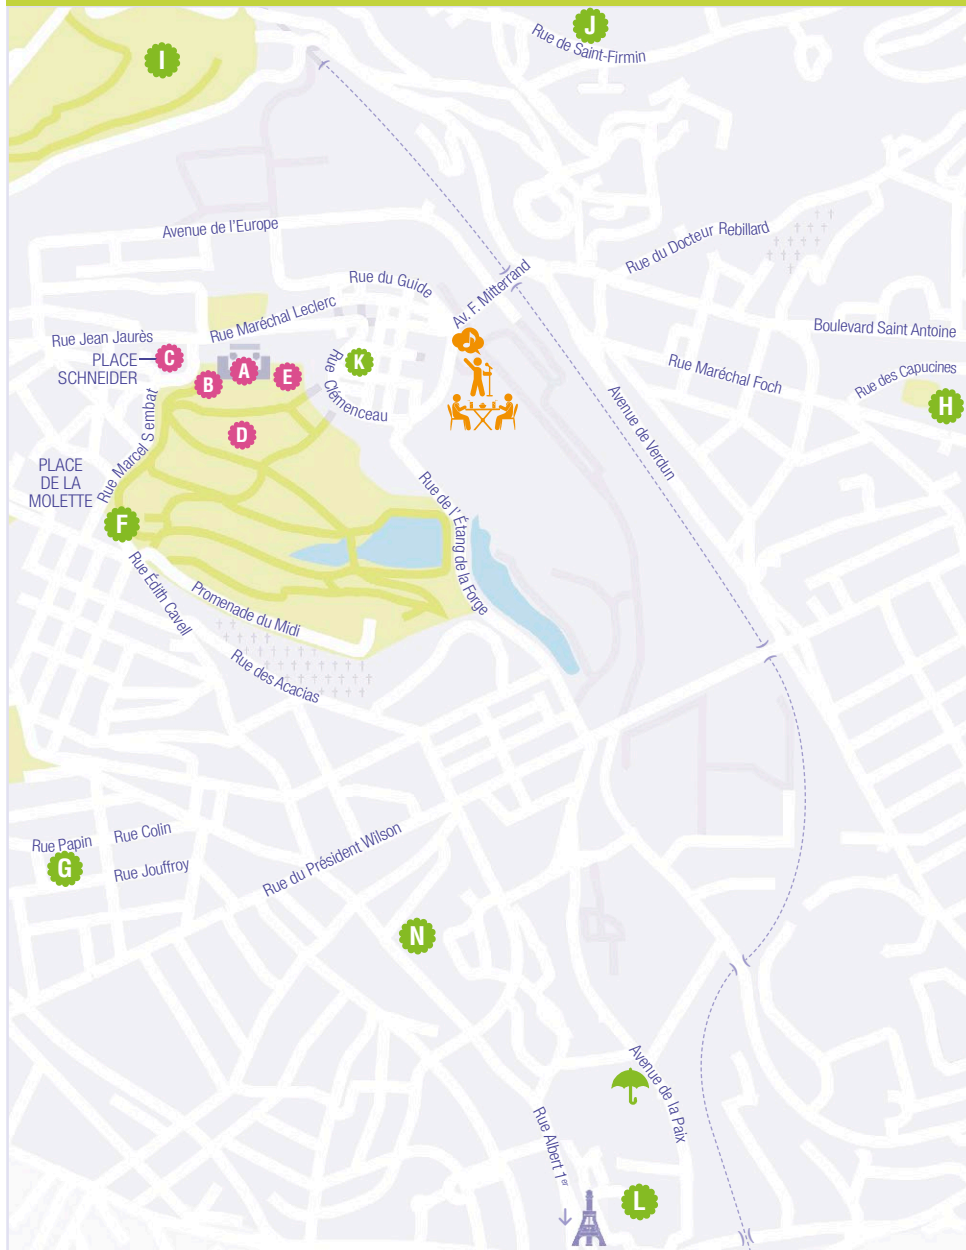 J
Rue de Saint-Firmin
I
Avenue de l'Europe
Rue du Docteur Rebillard
Rue du Guide
Av. F. Mitterrand
Rue Maréchal Leclerc
Boulevard Saint Antoine
Rue Jean Jaurès
PLACE
SCHNEIDER
C
B
A
E
K
Rue Clémenceau
Rue Maréchal Foch
Rue des Capucines
H
Avenue de Verdun
D
Rue Marcel Sembat
PLACE
DE LA
MOLETTE
F
Rue de l'Étang de la Forge
Rue Édith Cavell
Promenade du Midi
Rue des Acacias
Rue Papin
Rue Colin
G
Rue Jouffroy
Rue du Président Wilson
N
Avenue de la Paix
Rue Albert 1er
L